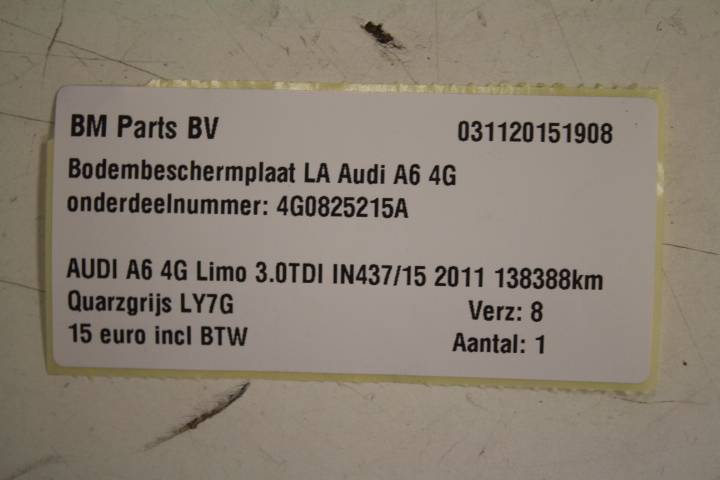 BM Parts BV 031120151908
Bodembeschermplaat LA Audi A6 4G
onderdeelnummer: 4G0825215A
AUDI A6 4G Limo 3.0TDI IN437/15 2011 138388km
Quarzgrijs LY7G Verz: 8
15 euro incl BTW Aantal: 1